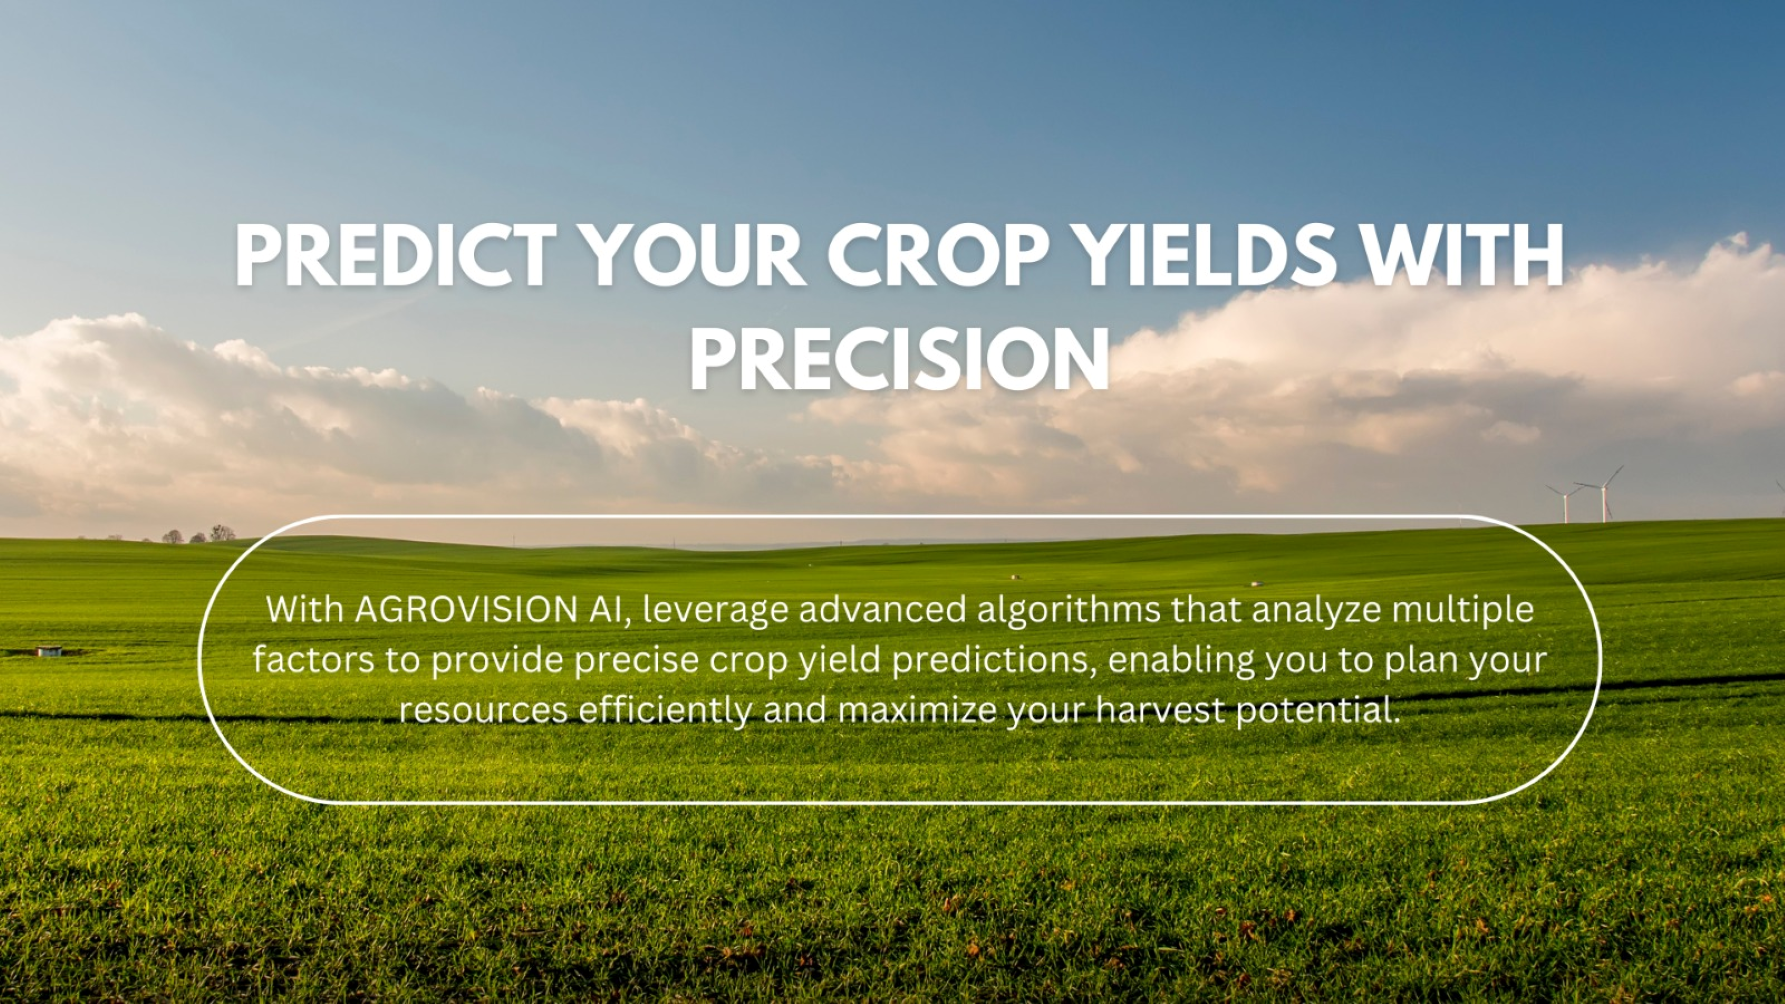 PREDICT YOUR CROP YIELDS WITH
PRECISION
With AGROVISION AI, leverage advanced algorithms that analyze multiple
factors to provide precise crop yield predictions, enabling you to plan your
resources efficiently and maximize your harvest potential.